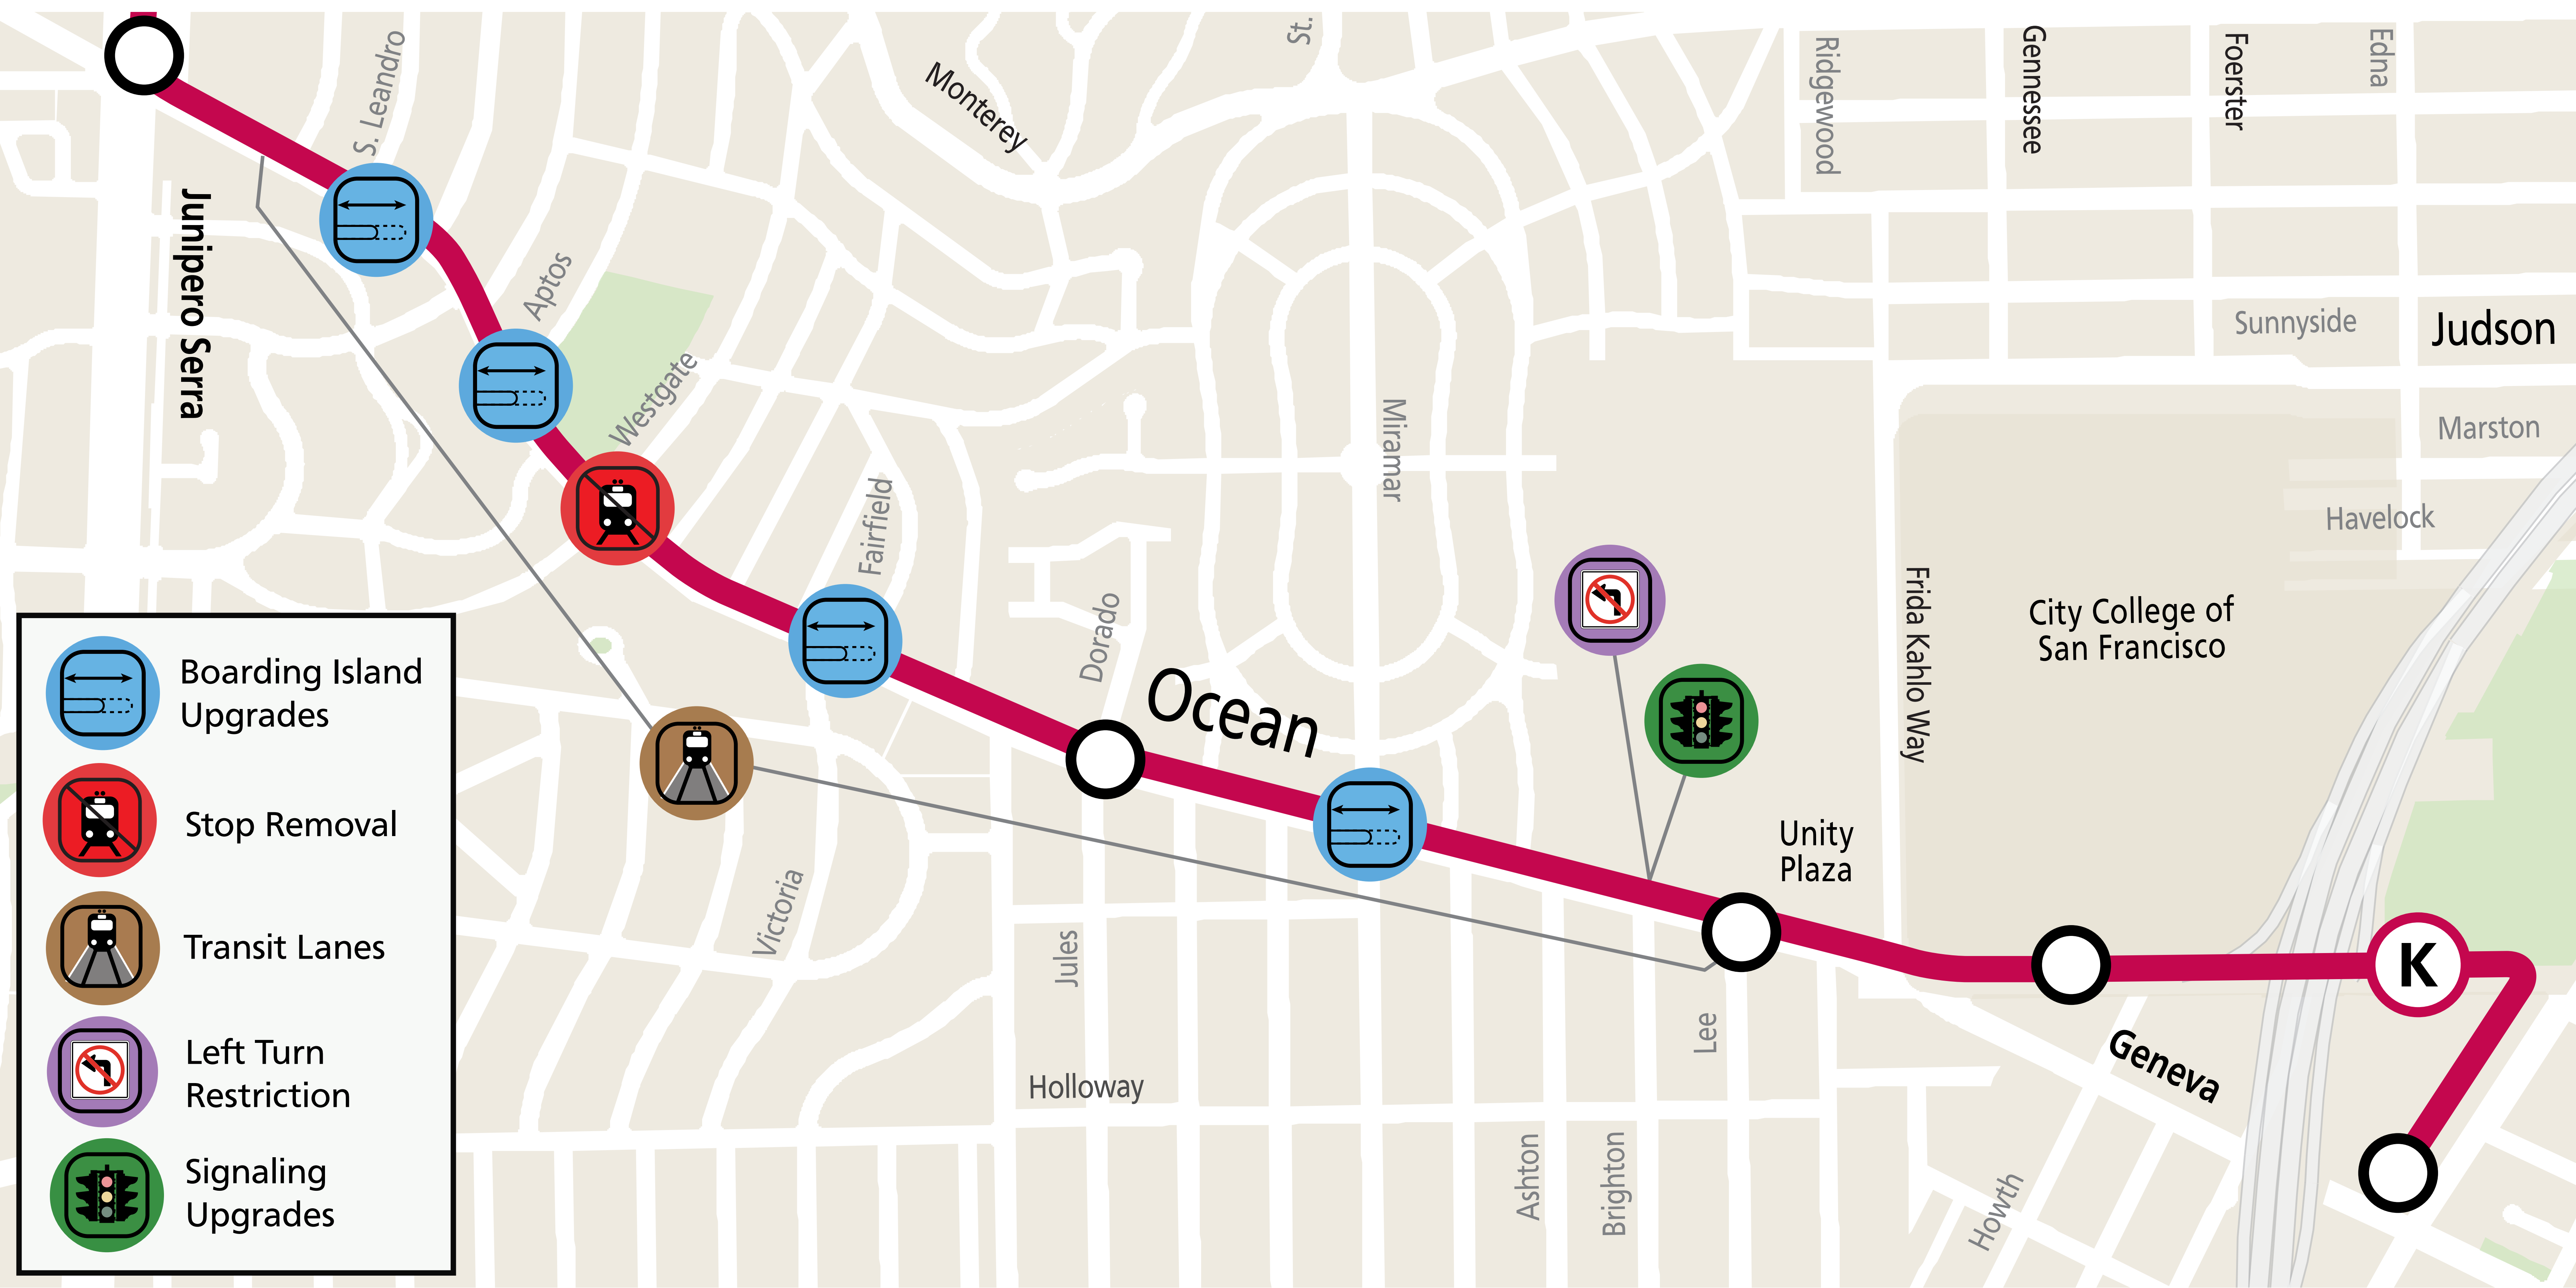 St.
S. Leandro
Monterey
Ridgewood
Gennessee
Foerster
Edna
Junipero Serra
Aptos
Westgate
Sunnyside
Judson
Miramar
Marston
Fairfield
Havelock
Dorado
Ocean
Frida Kahlo Way
City College of
San Francisco
Unity
Plaza
Victoria
Jules
K
Lee
Geneva
Holloway
Ashton
Brighton
Howth
Boarding Island
Upgrades
Stop Removal
Transit Lanes
Left Turn
Restriction
Signaling
Upgrades